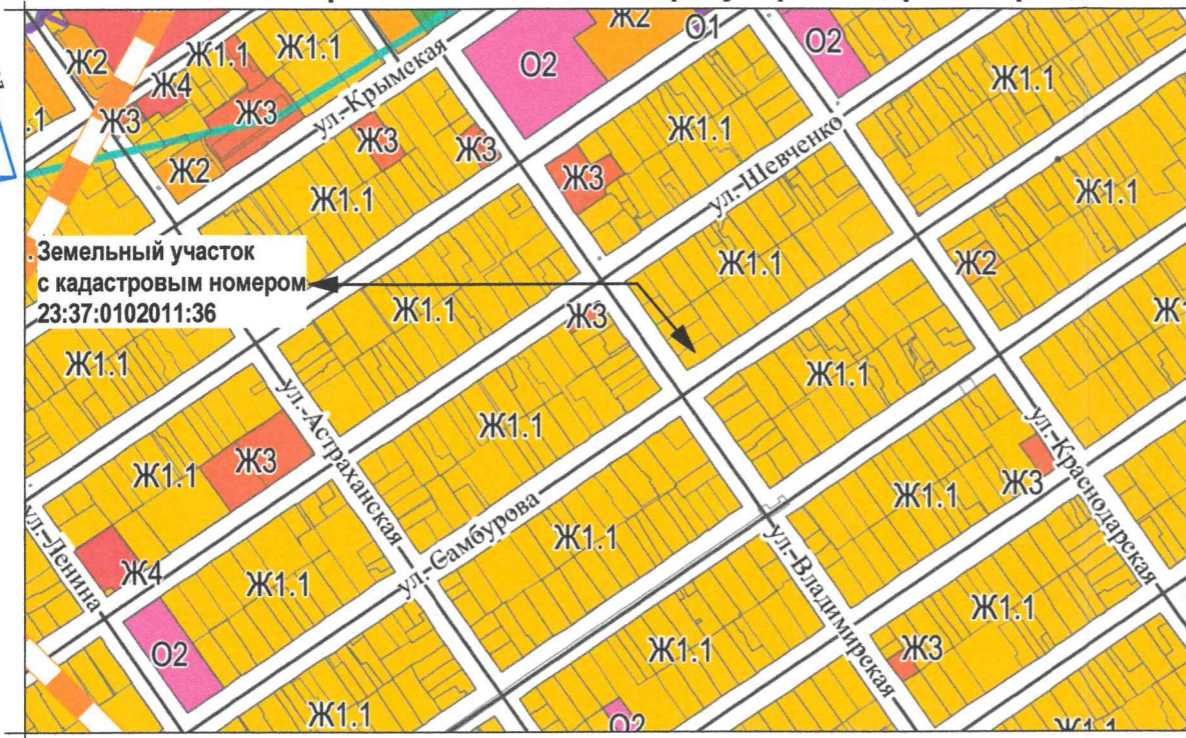 Ж2
О1
О2
О2
Ж2
Ж1.1
Ж1.1
Ж4
Ж3
Ж3
ул. Крымская
Ж1.1
.1
Ж3
Ж3
Ж1.1
ул. Шевченко
Ж2
Ж3
Ж1.1
Ж1.1
Земельный участок
с кадастровым номером
23:37:0102011:36
Ж1.1
Ж2
Ж1.1
Ж3
Ж1
Ж1.1
Ж1.1
ул. Астраханская
Ж1.1
ул. Краснодарская
Ж1.1
Ж3
Ж3
Ж1.1
ул. Ленина
ул. Самбурова
Ж1.1
ул. Владимирская
Ж4
Ж1.1
Ж1.1
О2
Ж1.1
Ж3
Ж1.1
О2
Ж1.1